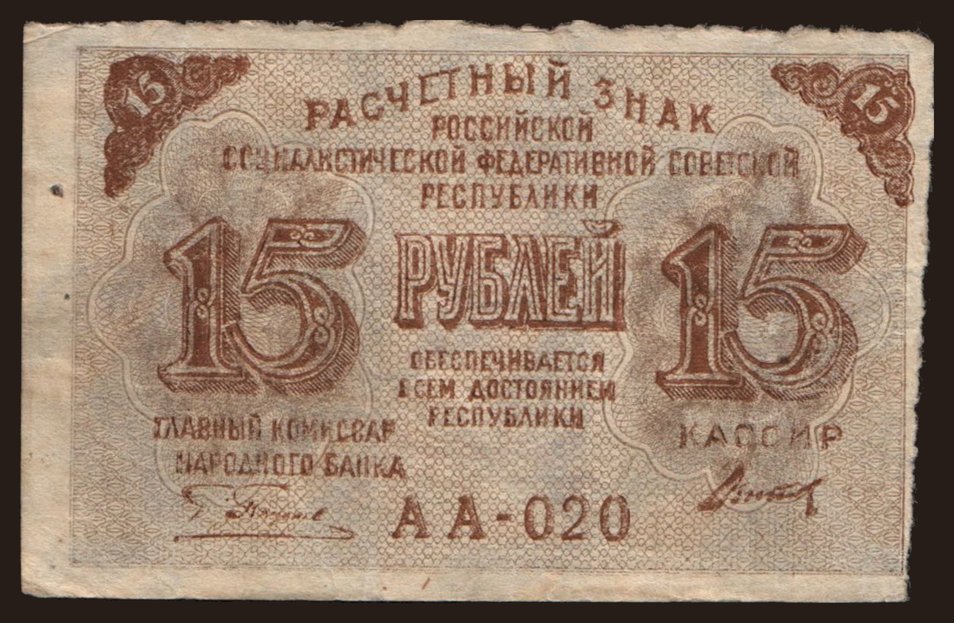 15
15
РАСЧЕТНЫЙ ЗНАК
РОССИЙСКОЙ
СОЦИАЛИСТИЧЕСКОЙ ФЕДЕРАТИВНОЙ СОВЕТСКОЙ
РЕСПУБЛИКИ
15 РУБЛЕЙ 15
ОБЕСПЕЧИВАЕТСЯ
ВСЕМ ДОСТОЯНИЕМ
РЕСПУБЛИКИ
ГЛАВНЫЙ КОМИССАР
НАРОДНОГО БАНКА
КАССИР
АА-020